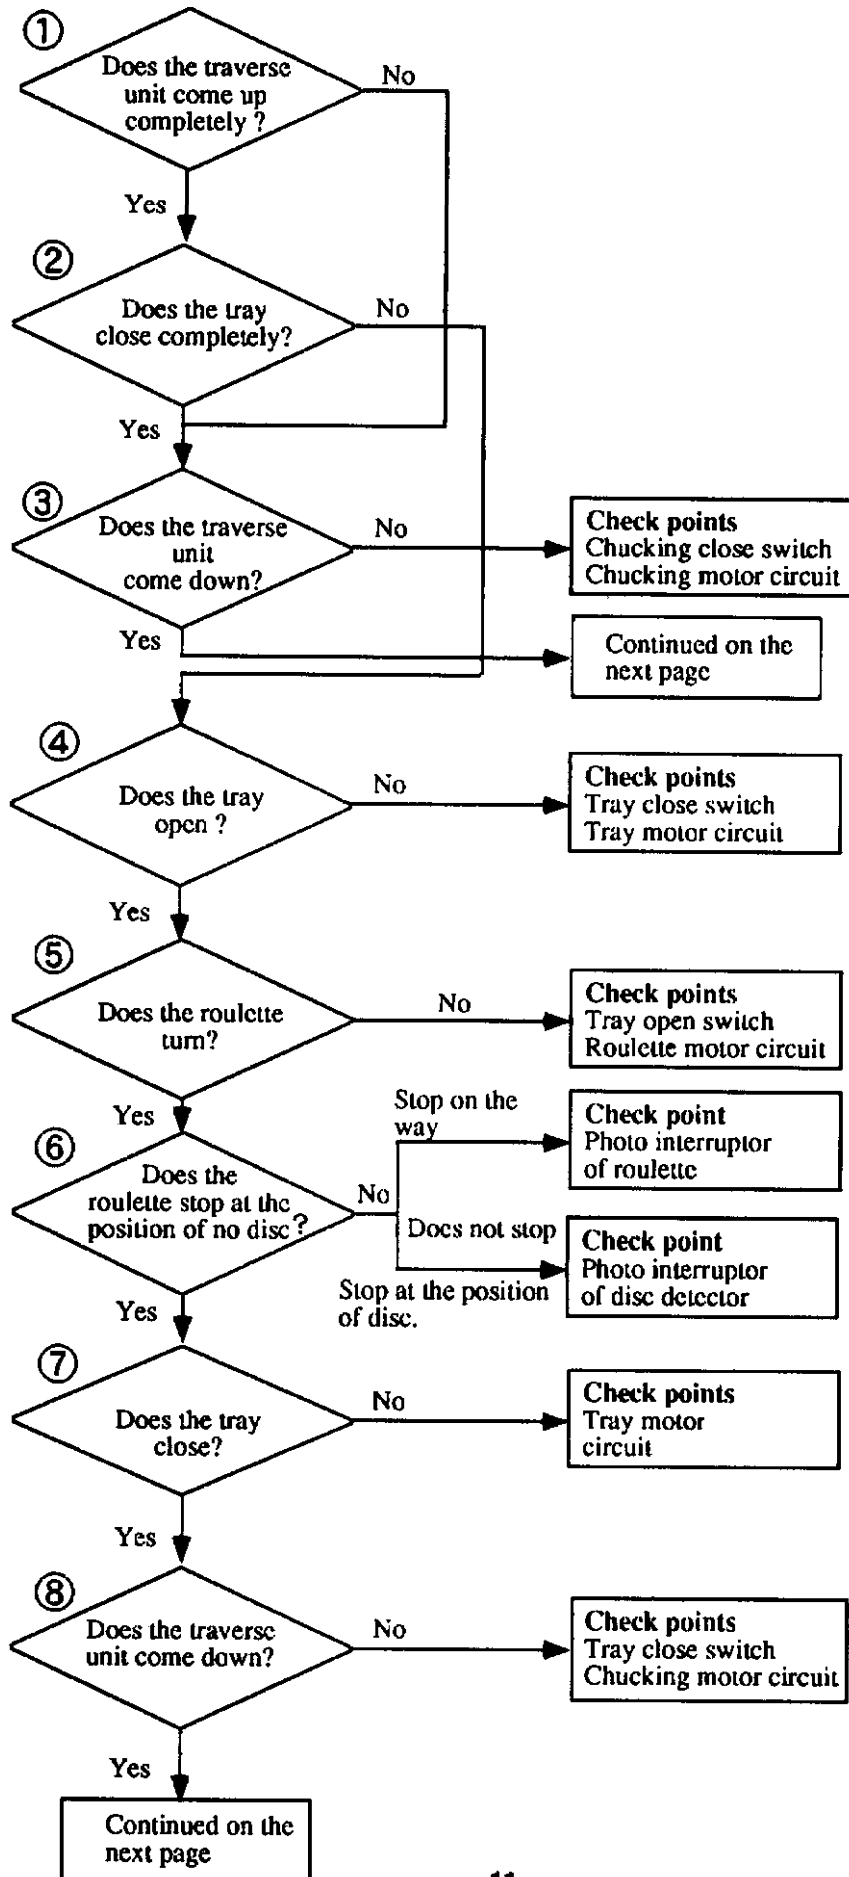 ①
Does the traverse
unit come up
completely ?
No
Yes
②
Does the tray
close completely?
No
Yes
③
Does the traverse
unit
come down?
No
Check points
Chucking close switch
Chucking motor circuit
Yes
Continued on the
next page
④
Does the tray
open ?
No
Check points
Tray close switch
Tray motor circuit
Yes
⑤
Does the roulette
turn?
No
Check points
Tray open switch
Roulette motor circuit
Yes
⑥
Does the
roulette stop at the
position of no disc?
No
Stop on the
way
Check point
Photo interruptor
of roulette
Does not stop
Stop at the position
of disc.
Check point
Photo interruptor
of disc detector
Yes
⑦
Does the tray
close?
No
Check points
Tray motor
circuit
Yes
⑧
Does the traverse
unit come down?
No
Check points
Tray close switch
Chucking motor circuit
Yes
Continued on the
next page